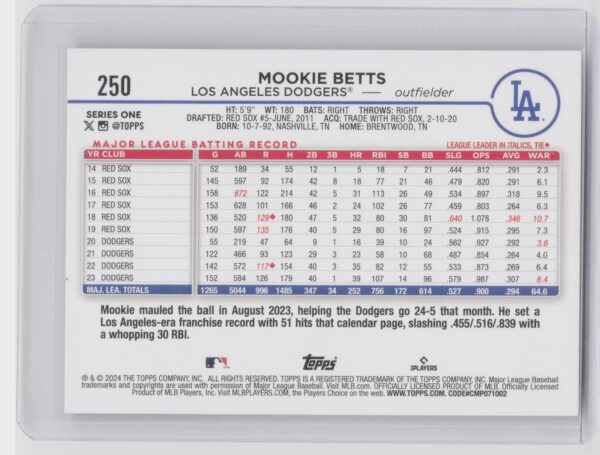 250
MOOKIE BETTS
LOS ANGELES DODGERS® — outfielder
LA
SERIES ONE
@TOPPS
HT: 5'9" WT: 180 BATS: RIGHT THROWS: RIGHT
DRAFTED: RED SOX #5-JUNE, 2011 ACQ: TRADE WITH RED SOX, 2-10-20
BORN: 10-7-92, NASHVILLE, TN HOME: BRENTWOOD, TN
MAJOR LEAGUE BATTING RECORD LEAGUE LEADER IN ITALICS, TIE♦
YR CLUB G AB R H 2B 3B HR RBI SB BB SLG OPS AVG WAR
14 RED SOX 52 189 34 55 12 1 5 18 7 21 .444 .812 .291 2.3
15 RED SOX 145 597 92 174 42 8 18 77 21 46 .479 .820 .291 6.1
16 RED SOX 158 672 122 214 42 5 31 113 26 49 .534 .897 .318 9.3
17 RED SOX 153 628 101 166 46 2 24 102 26 77 .459 .803 .264 6.3
18 RED SOX 136 520 129♦ 180 47 5 32 80 30 81 .640 1.078 .346 10.7
19 RED SOX 150 597 135 176 40 5 29 80 16 97 .524 .915 .295 7.3
20 DODGERS 55 219 47 64 9 1 16 39 10 24 .562 .927 .292 3.6
21 DODGERS 122 466 93 123 29 3 23 58 10 68 .487 .854 .264 4.0
22 DODGERS 142 572 117♦ 154 40 3 35 82 12 55 .533 .873 .269 6.4
23 DODGERS 152 584 126 179 40 1 39 107 14 96 .579 .987 .307 8.4
MAJ. LEA. TOTALS 1265 5044 996 1485 347 34 252 756 172 614 .527 .900 .294 64.6
Mookie mauled the ball in August 2023, helping the Dodgers go 24-5 that month. He set a
Los Angeles-era franchise record with 51 hits that calendar page, slashing .455/.516/.839 with
a whopping 30 RBI.
Topps
PLAYERS
® & © 2024 THE TOPPS COMPANY, INC. ALL RIGHTS RESERVED. TOPPS IS A REGISTERED TRADEMARK OF THE TOPPS COMPANY, INC. Major League Baseball
trademarks and copyrights are used with permission of Major League Baseball. Visit MLB.com. OFFICIALLY LICENSED PRODUCT OF MLB. Officially Licensed
Product of MLB Players, Inc. Visit MLBPLAYERS.COM, the Players Choice on the web. WWW.TOPPS.COM. CODE#CMP071002